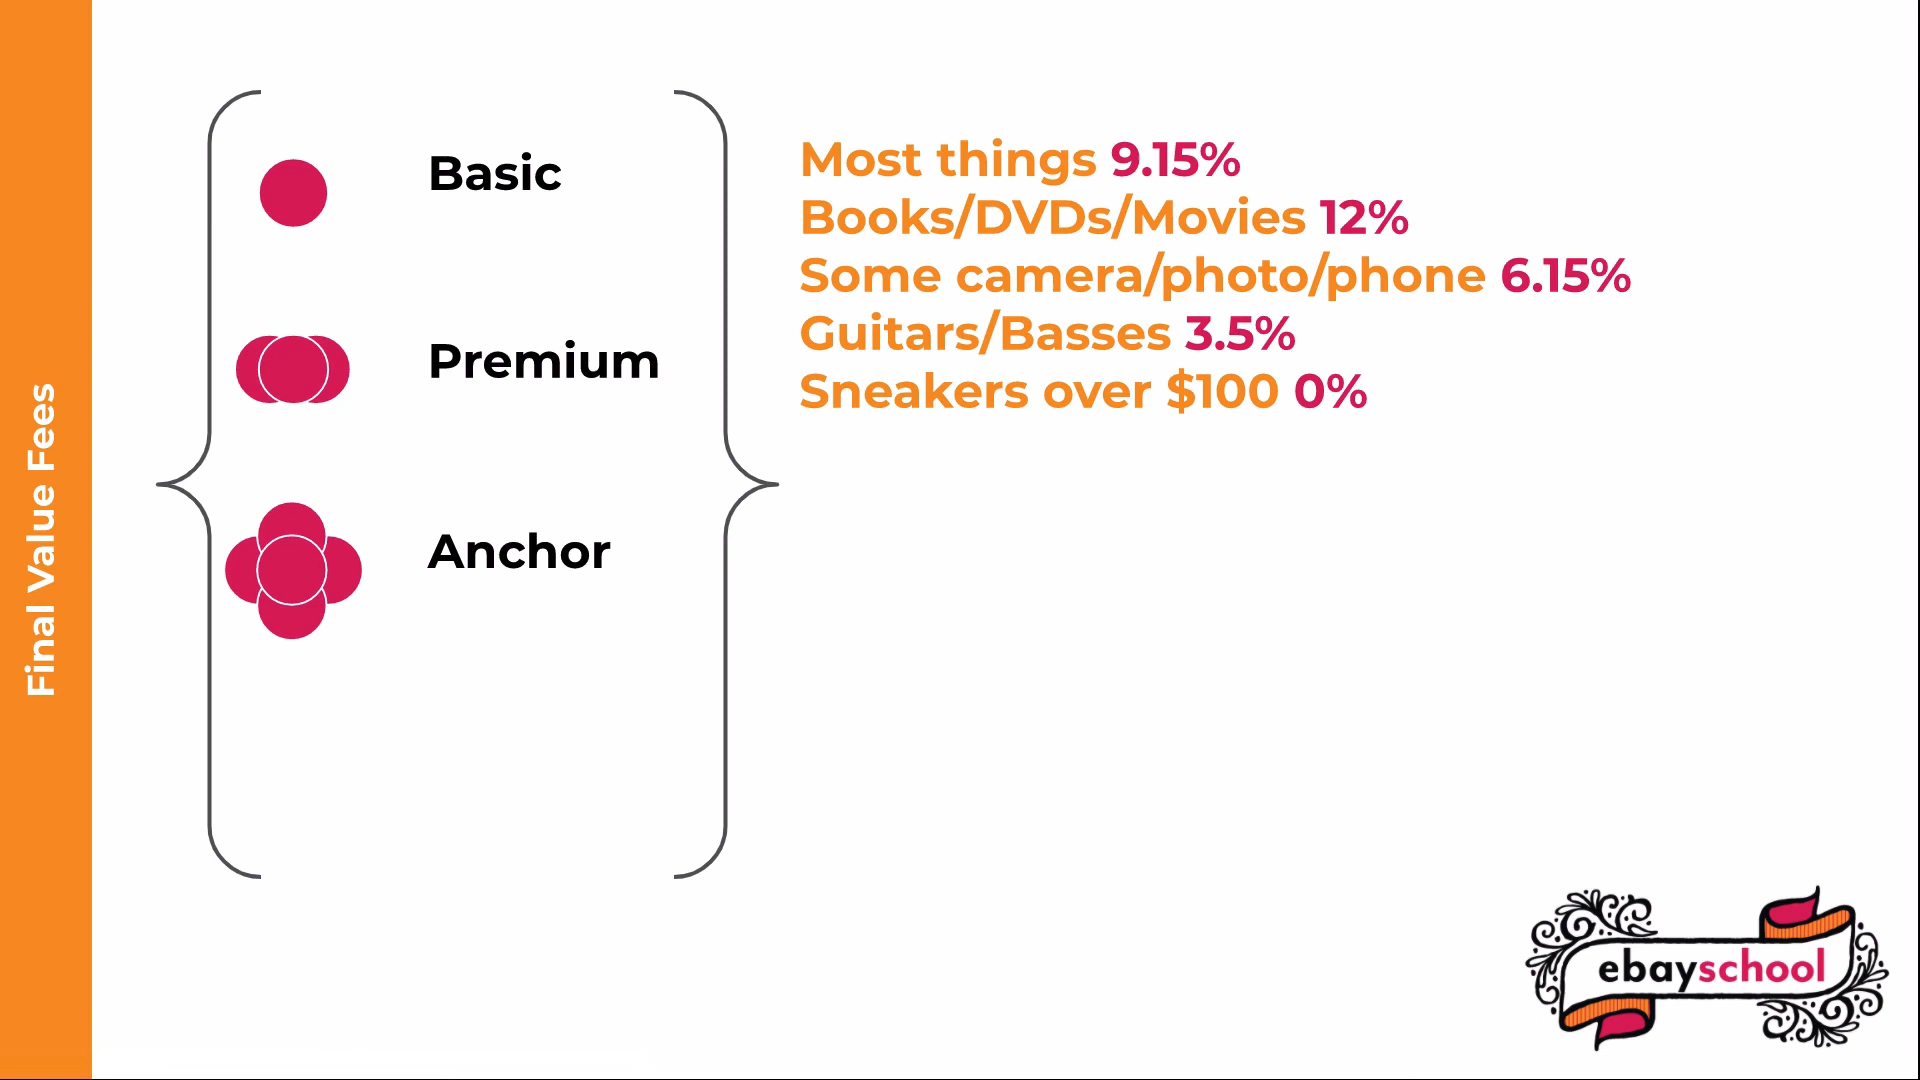 Final Value Fees
Basic
Premium
Anchor
Most things 9.15%
Books/DVDs/Movies 12%
Some camera/photo/phone 6.15%
Guitars/Basses 3.5%
Sneakers over $100 0%
ebayschool